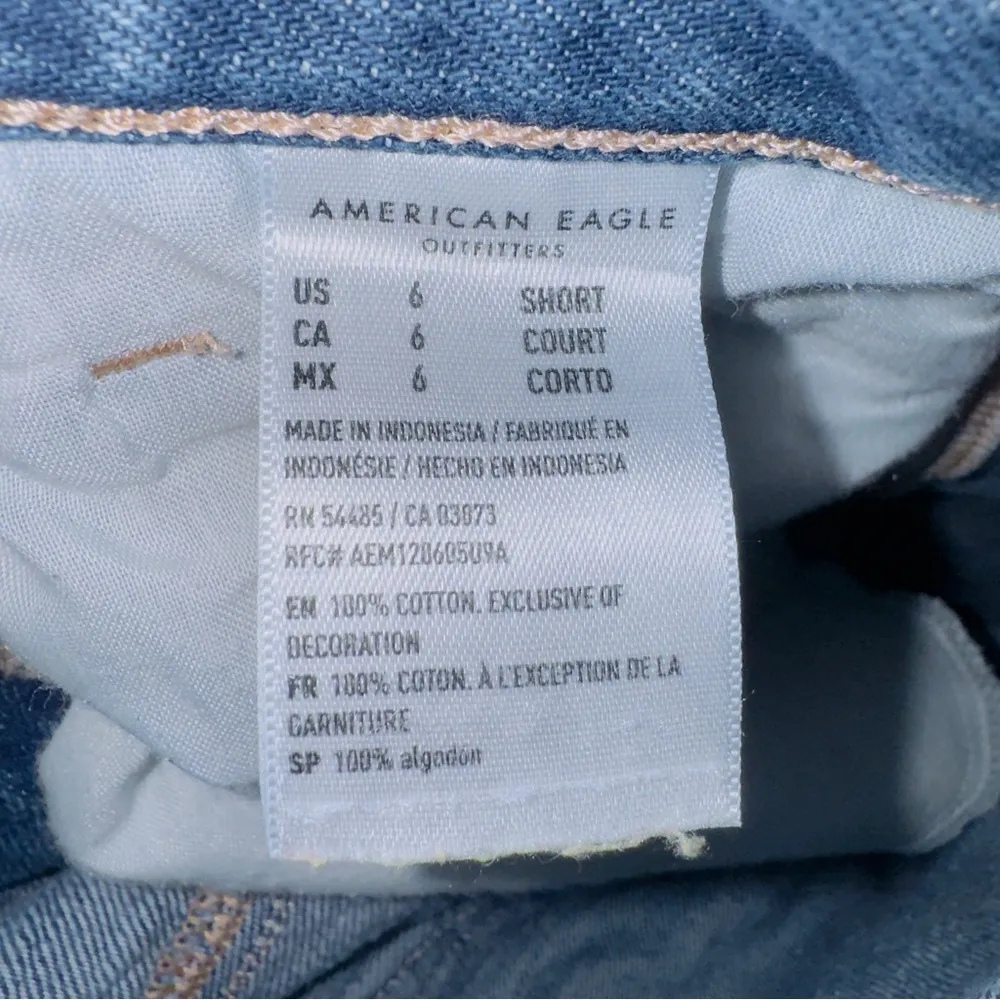 AMERICAN EAGLE
OUTFITTERS
US 6 SHORT
CA 6 COURT
MX 6 CORTO
MADE IN INDONESIA / FABRIQUÉ EN
INDONÉSIE / HECHO EN INDONESIA
RN 54485 / CA 03873
RFC# AEM120605U9A
EN 100% COTTON. EXCLUSIVE OF
DECORATION
FR 100% COTON. À L'EXCEPTION DE LA
GARNITURE
SP 100% algodón